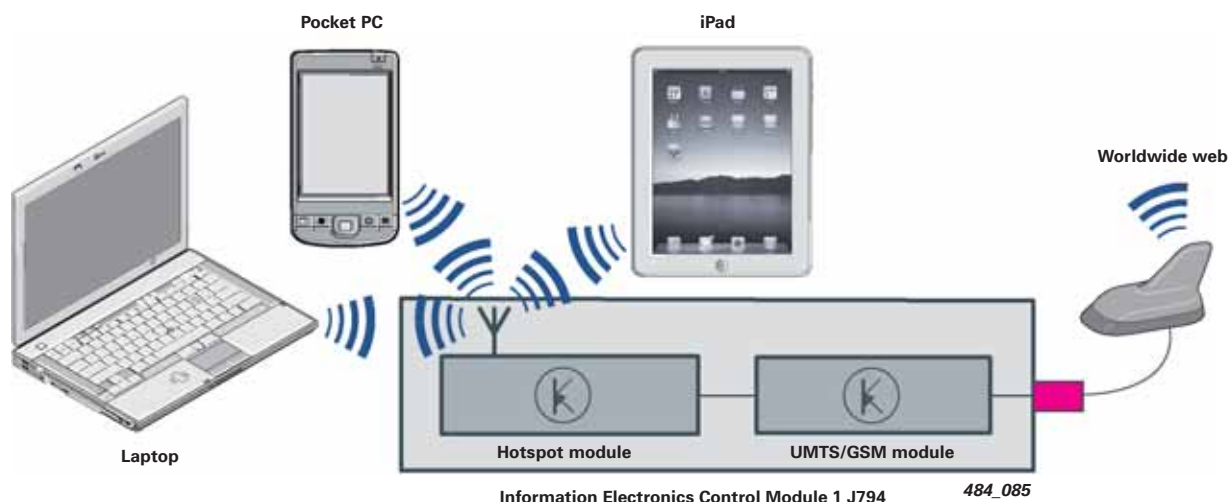 Pocket PC
iPad
Worldwide web
Laptop
Hotspot module
UMTS/GSM module
Information Electronics Control Module 1 J794
484_085